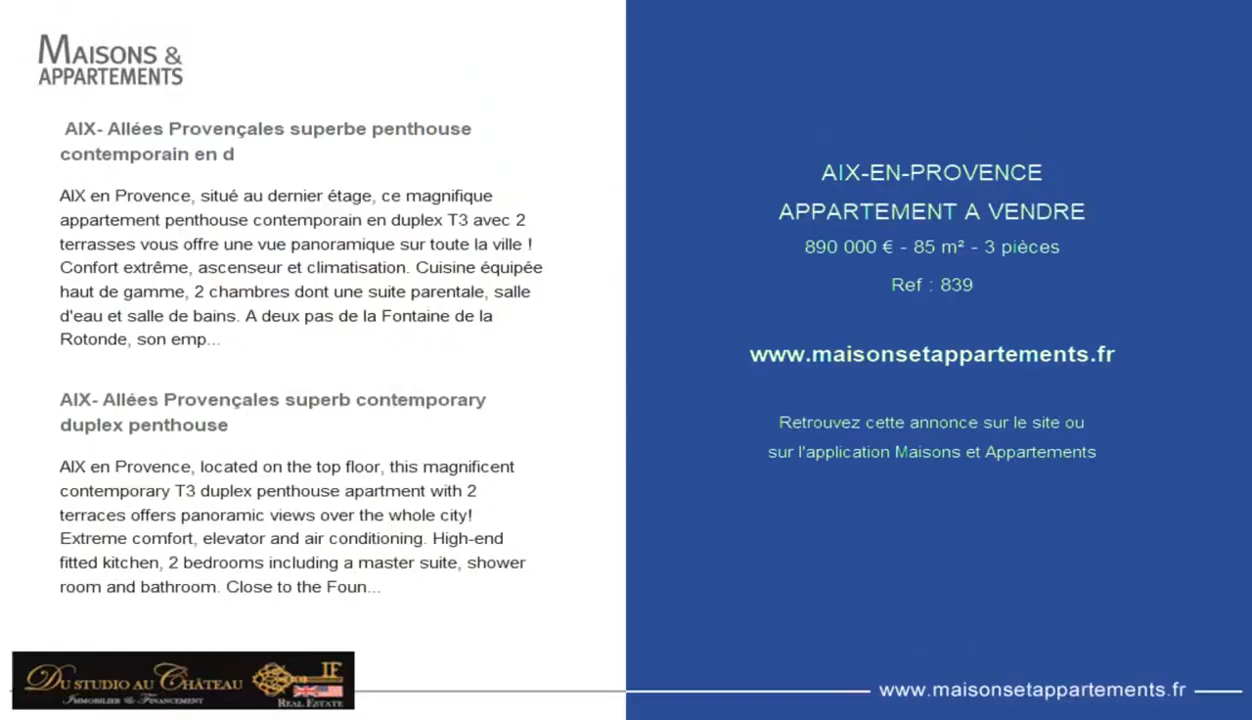 MAISONS &
APPARTEMENTS
AIX- Allées Provençales superbe penthouse
contemporain en d
AIX en Provence, situé au dernier étage, ce magnifique
appartement penthouse contemporain en duplex T3 avec 2
terrasses vous offre une vue panoramique sur toute la ville !
Confort extrême, ascenseur et climatisation. Cuisine équipée
haut de gamme, 2 chambres dont une suite parentale, salle
d'eau et salle de bains. A deux pas de la Fontaine de la
Rotonde, son emp...
AIX- Allées Provençales superb contemporary
duplex penthouse
AIX en Provence, located on the top floor, this magnificent
contemporary T3 duplex penthouse apartment with 2
terraces offers panoramic views over the whole city!
Extreme comfort, elevator and air conditioning. High-end
fitted kitchen, 2 bedrooms including a master suite, shower
room and bathroom. Close to the Foun...
DU STUDIO AU CHÂTEAU
IMMOBILIER & FINANCEMENT
IF
REAL ESTATE
AIX-EN-PROVENCE
APPARTEMENT A VENDRE
890 000 € - 85 m² - 3 pièces
Ref : 839
www.maisonsetappartements.fr
Retrouvez cette annonce sur le site ou
sur l'application Maisons et Appartements
www.maisonsetappartements.fr